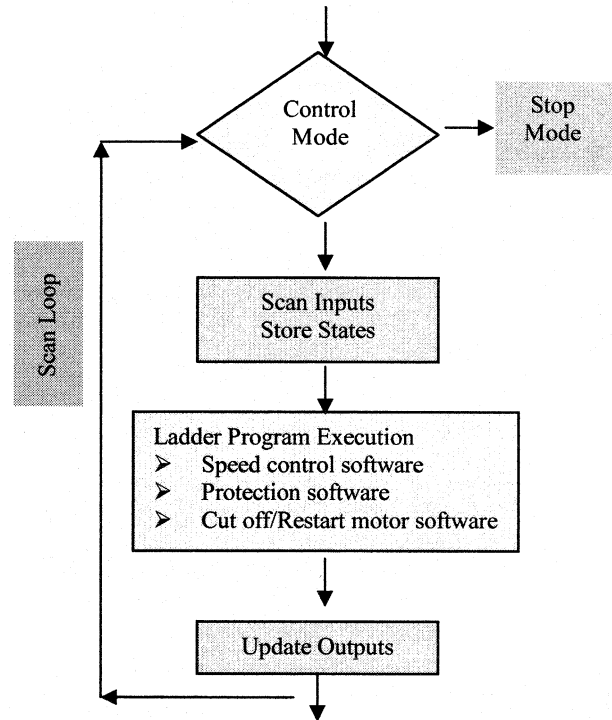 Control
Mode
Stop
Mode
Scan Loop
Scan Inputs
Store States
Ladder Program Execution
➢ Speed control software
➢ Protection software
➢ Cut off/Restart motor software
Update Outputs